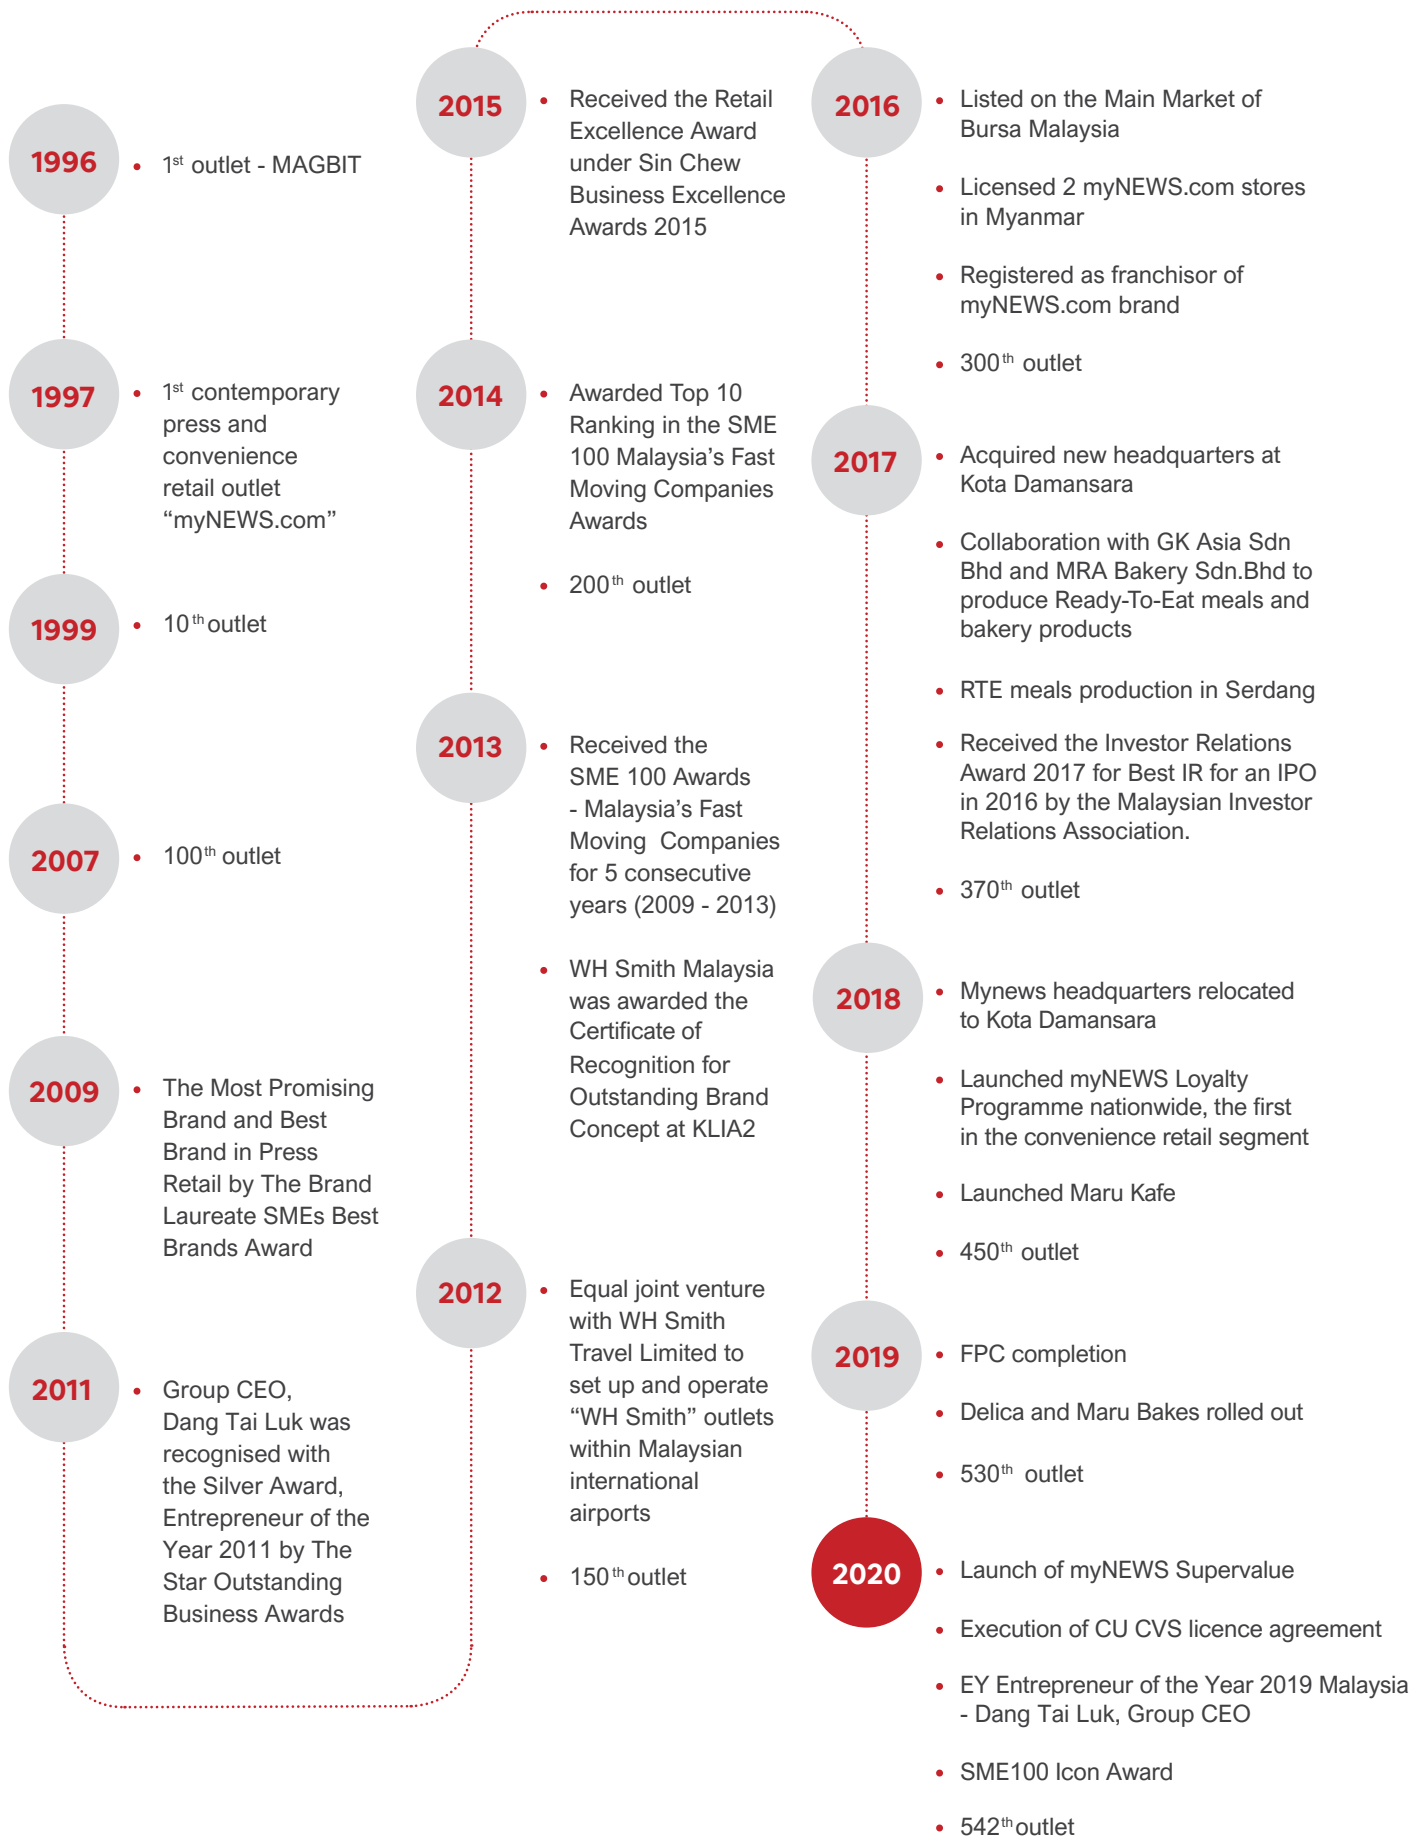 1996
• 1st outlet - MAGBIT
1997
• 1st contemporary
press and
convenience
retail outlet
“myNEWS.com”
1999
• 10th outlet
2007
• 100th outlet
2009
• The Most Promising
Brand and Best
Brand in Press
Retail by The Brand
Laureate SMEs Best
Brands Award
2011
• Group CEO,
Dang Tai Luk was
recognised with
the Silver Award,
Entrepreneur of the
Year 2011 by The
Star Outstanding
Business Awards
2012
• Equal joint venture
with WH Smith
Travel Limited to
set up and operate
“WH Smith” outlets
within Malaysian
international
airports
• 150th outlet
2013
• Received the
SME 100 Awards
- Malaysia’s Fast
Moving Companies
for 5 consecutive
years (2009 - 2013)
• WH Smith Malaysia
was awarded the
Certificate of
Recognition for
Outstanding Brand
Concept at KLIA2
2014
• Awarded Top 10
Ranking in the SME
100 Malaysia’s Fast
Moving Companies
Awards
• 200th outlet
2015
• Received the Retail
Excellence Award
under Sin Chew
Business Excellence
Awards 2015
2016
• Listed on the Main Market of
Bursa Malaysia
• Licensed 2 myNEWS.com stores
in Myanmar
• Registered as franchisor of
myNEWS.com brand
• 300th outlet
2017
• Acquired new headquarters at
Kota Damansara
• Collaboration with GK Asia Sdn
Bhd and MRA Bakery Sdn.Bhd to
produce Ready-To-Eat meals and
bakery products
• RTE meals production in Serdang
• Received the Investor Relations
Award 2017 for Best IR for an IPO
in 2016 by the Malaysian Investor
Relations Association.
• 370th outlet
2018
• Mynews headquarters relocated
to Kota Damansara
• Launched myNEWS Loyalty
Programme nationwide, the first
in the convenience retail segment
• Launched Maru Kafe
• 450th outlet
2019
• FPC completion
• Delica and Maru Bakes rolled out
• 530th outlet
2020
• Launch of myNEWS Supervalue
• Execution of CU CVS licence agreement
• EY Entrepreneur of the Year 2019 Malaysia
- Dang Tai Luk, Group CEO
• SME100 Icon Award
• 542th outlet